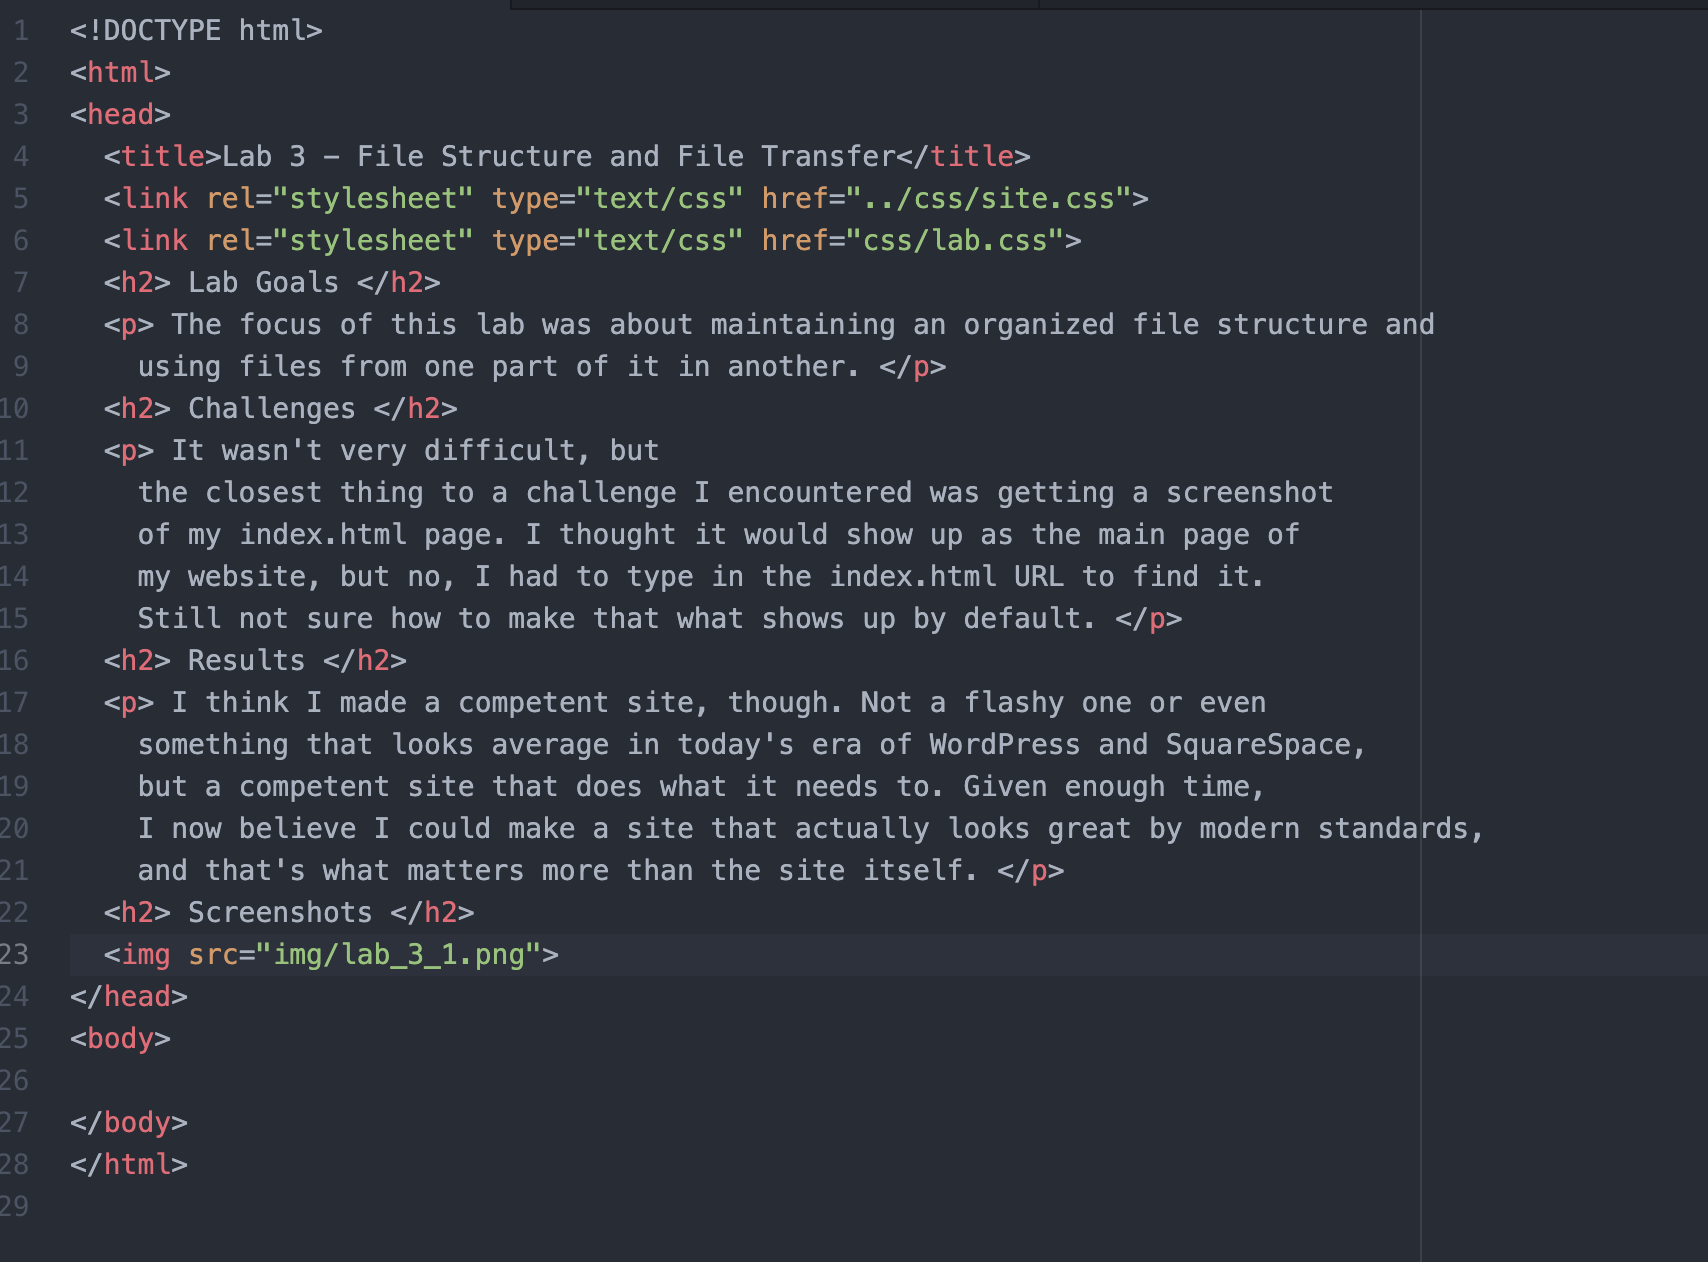 1 <!DOCTYPE html>
2 <html>
3 <head>
4 <title>Lab 3 – File Structure and File Transfer</title>
5 <link rel="stylesheet" type="text/css" href="../css/site.css">
6 <link rel="stylesheet" type="text/css" href="css/lab.css">
7 <h2> Lab Goals </h2>
8 <p> The focus of this lab was about maintaining an organized file structure and
9 using files from one part of it in another. </p>
10 <h2> Challenges </h2>
11 <p> It wasn't very difficult, but
12 the closest thing to a challenge I encountered was getting a screenshot
13 of my index.html page. I thought it would show up as the main page of
14 my website, but no, I had to type in the index.html URL to find it.
15 Still not sure how to make that what shows up by default. </p>
16 <h2> Results </h2>
17 <p> I think I made a competent site, though. Not a flashy one or even
18 something that looks average in today's era of WordPress and SquareSpace,
19 but a competent site that does what it needs to. Given enough time,
20 I now believe I could make a site that actually looks great by modern standards,
21 and that's what matters more than the site itself. </p>
22 <h2> Screenshots </h2>
23 <img src="img/lab_3_1.png">
24 </head>
25 <body>
26
27 </body>
28 </html>
29